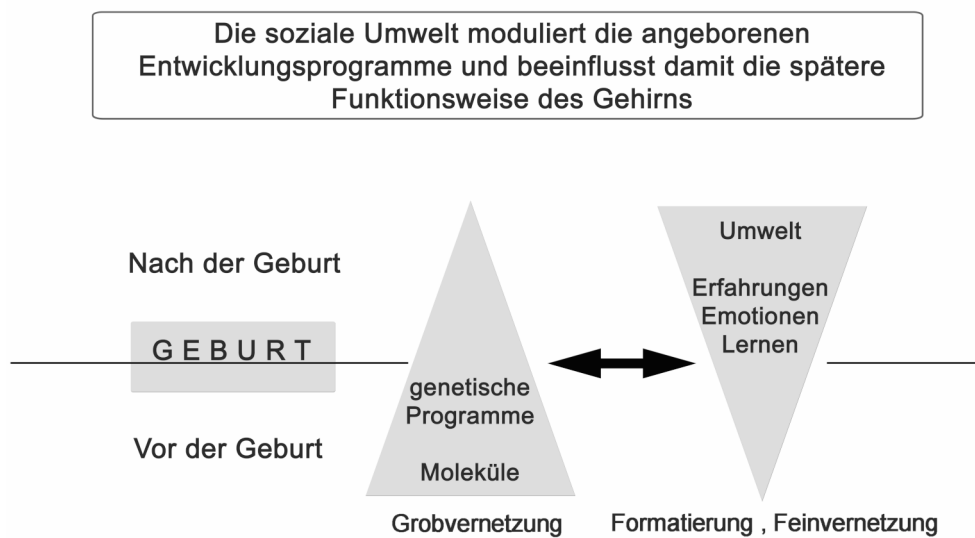 Die soziale Umwelt moduliert die angeborenen
Entwicklungsprogramme und beeinflusst damit die spätere
Funktionsweise des Gehirns
Nach der Geburt
GEBURT
Vor der Geburt
genetische
Programme
Moleküle
Grobvernetzung
Umwelt
Erfahrungen
Emotionen
Lernen
Formatierung , Feinvernetzung